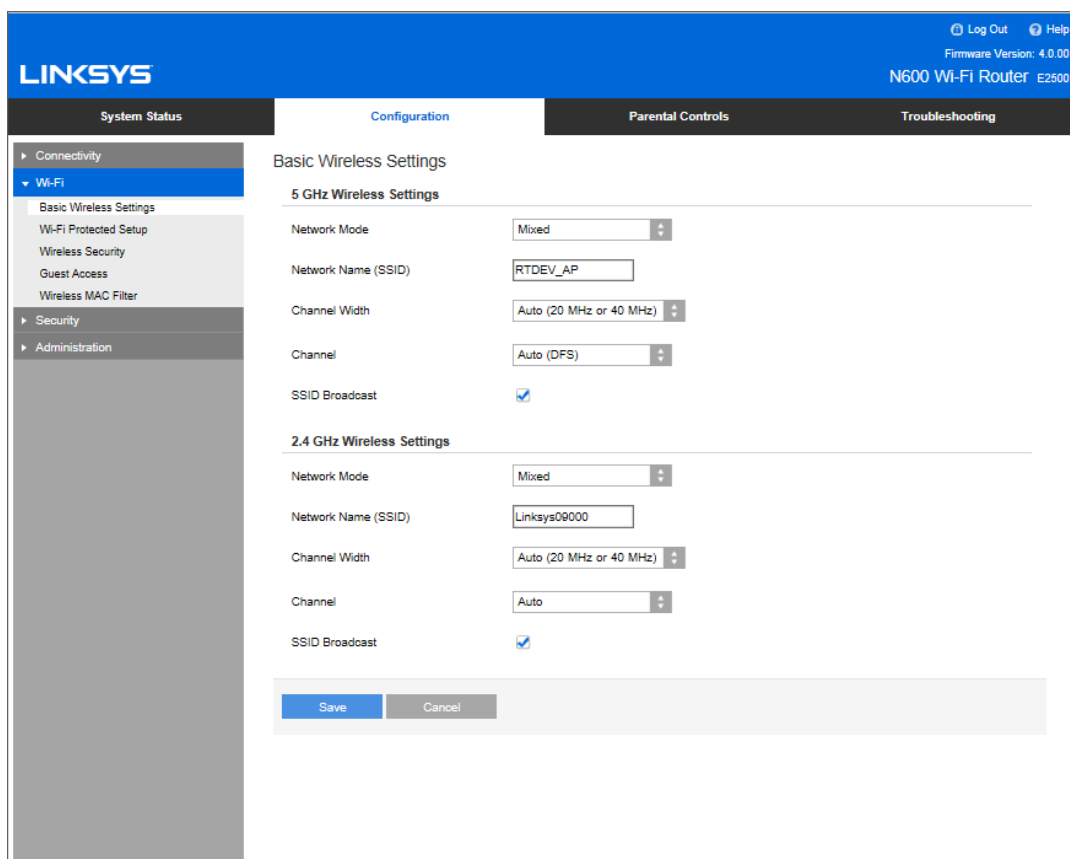 Log Out Help
Firmware Version: 4.0.00
LINKSYS
N600 Wi-Fi Router E2500
System Status Configuration Parental Controls Troubleshooting
Connectivity
Wi-Fi
Basic Wireless Settings
Wi-Fi Protected Setup
Wireless Security
Guest Access
Wireless MAC Filter
Security
Administration
Basic Wireless Settings
5 GHz Wireless Settings
Network Mode Mixed
Network Name (SSID) RTDEV_AP
Channel Width Auto (20 MHz or 40 MHz)
Channel Auto (DFS)
SSID Broadcast
2.4 GHz Wireless Settings
Network Mode Mixed
Network Name (SSID) Linksys09000
Channel Width Auto (20 MHz or 40 MHz)
Channel Auto
SSID Broadcast
Save Cancel